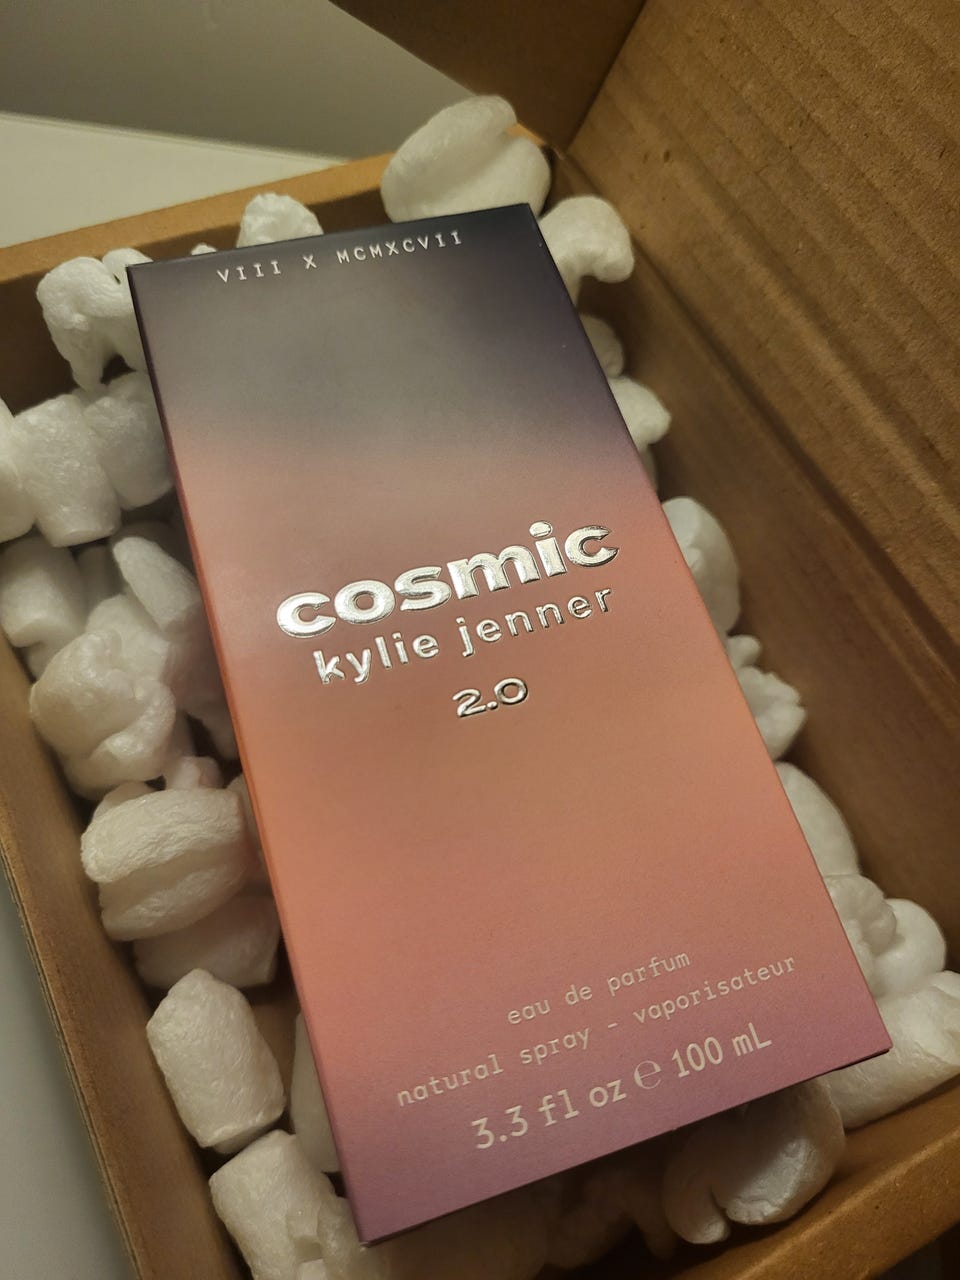 VIII X MCMXCVII
cosmic
kylie jenner
2.0
eau de parfum
natural spray - vaporisateur
3.3 fl oz ℮ 100 mL